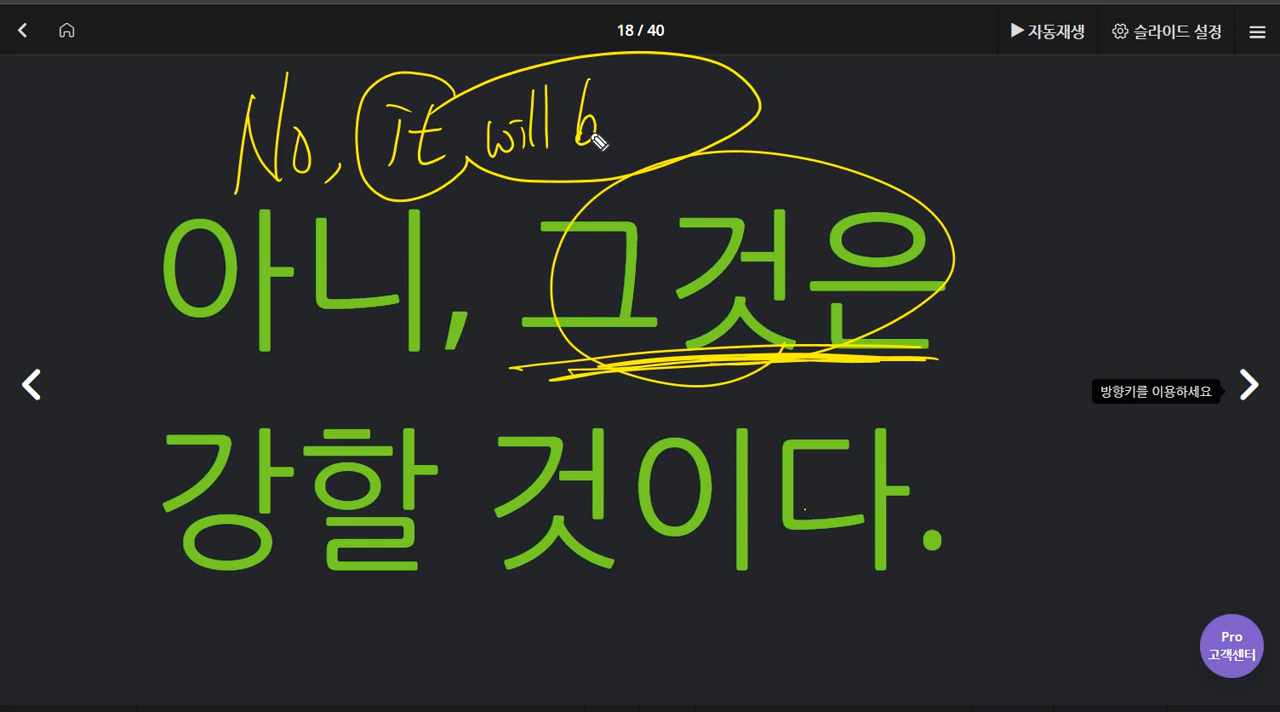 18 / 40
자동재생
슬라이드 설정
No, it will b
아니, 그것은
방향키를 이용하세요
강할 것이다.
Pro
고객센터